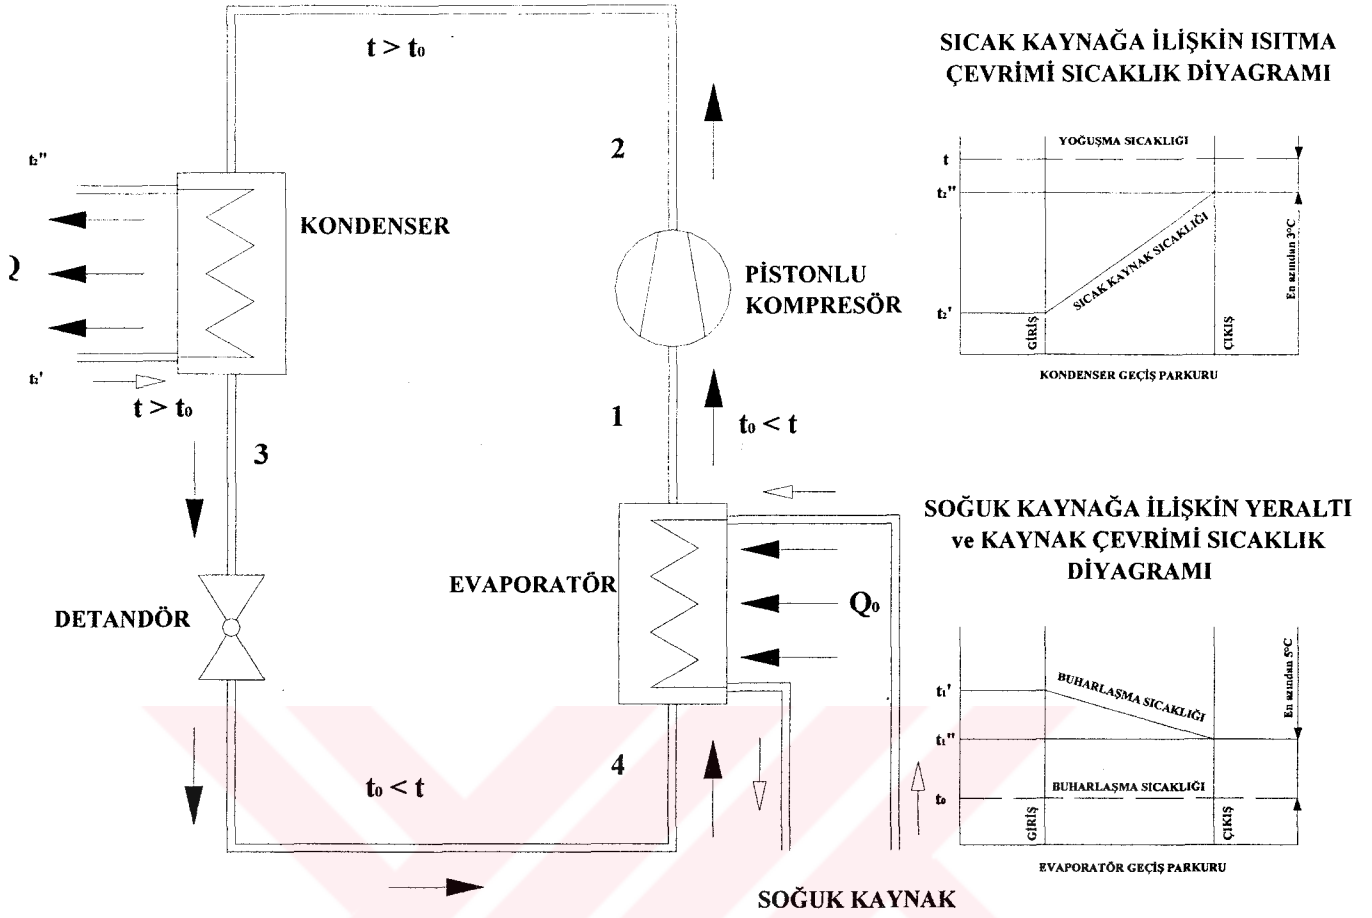 t > t₀
SICAK KAYNAĞA İLİŞKİN ISITMA
ÇEVRİMİ SICAKLIK DİYAGRAMI
2
t₂''
KONDENSER
Q
PİSTONLU
KOMPRESÖR
t₂'
t > t₀
3
1
t₀ < t
YOĞUŞMA SICAKLIĞI
t
t₂''
SICAK KAYNAK SICAKLIĞI
En azından 3°C
t₂'
GİRİŞ
ÇIKIŞ
KONDENSER GEÇİŞ PARKURU
SOĞUK KAYNAĞA İLİŞKİN YERALTI
ve KAYNAK ÇEVRİMİ SICAKLIK
DİYAGRAMI
EVAPORATÖR
Q₀
DETANDÖR
4
t₀ < t
SOĞUK KAYNAK
t₁'
BUHARLAŞMA SICAKLIĞI
En azından 5°C
t₁''
BUHARLAŞMA SICAKLIĞI
t₀
GİRİŞ
ÇIKIŞ
EVAPORATÖR GEÇİŞ PARKURU